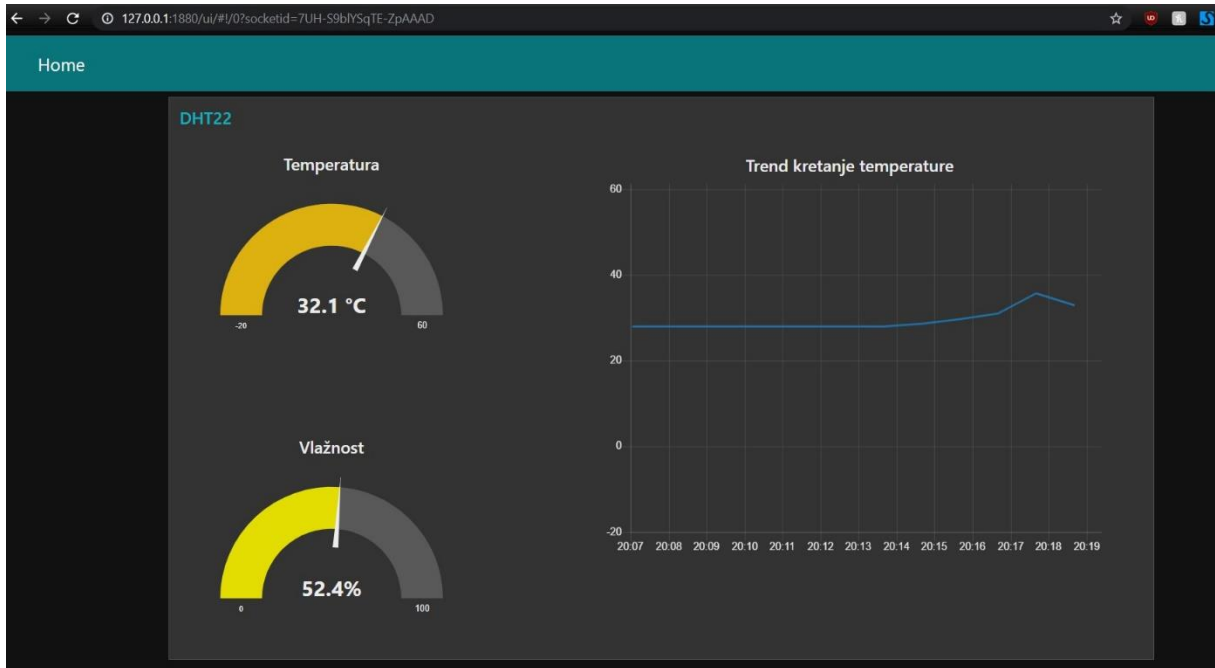 127.0.0.1:1880/ui/#!/0?socketid=7UH-S9blYSqTE-ZpAAAD
Home
DHT22
Temperatura
32.1 °C
-20
60
Vlažnost
52.4%
0
100
Trend kretanje temperature
60
40
20
0
-20
20:07 20:08 20:09 20:10 20:11 20:12 20:13 20:14 20:15 20:16 20:17 20:18 20:19